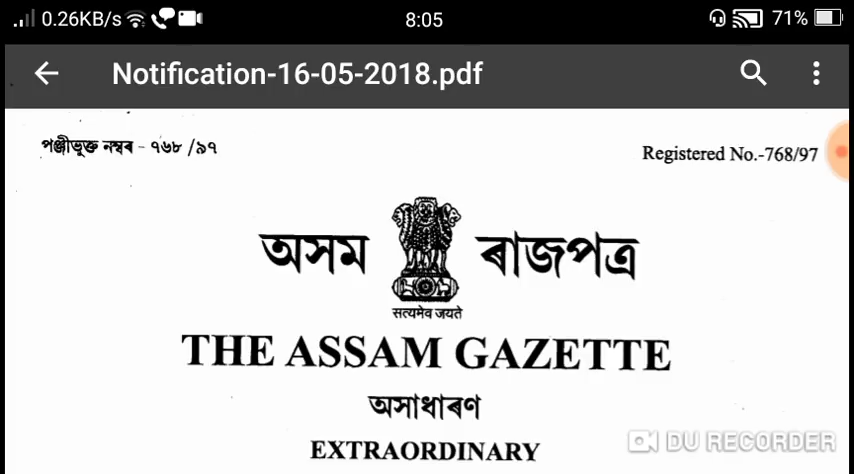 0.26KB/s 8:05 71%
Notification-16-05-2018.pdf
পঞ্জীভুক্ত নম্বৰ - ৭৬৮ /৯৭ Registered No.-768/97
অসম ৰাজপত্ৰ
सत्यमेव जयते
THE ASSAM GAZETTE
অসাধাৰণ
EXTRAORDINARY
DU RECORDER